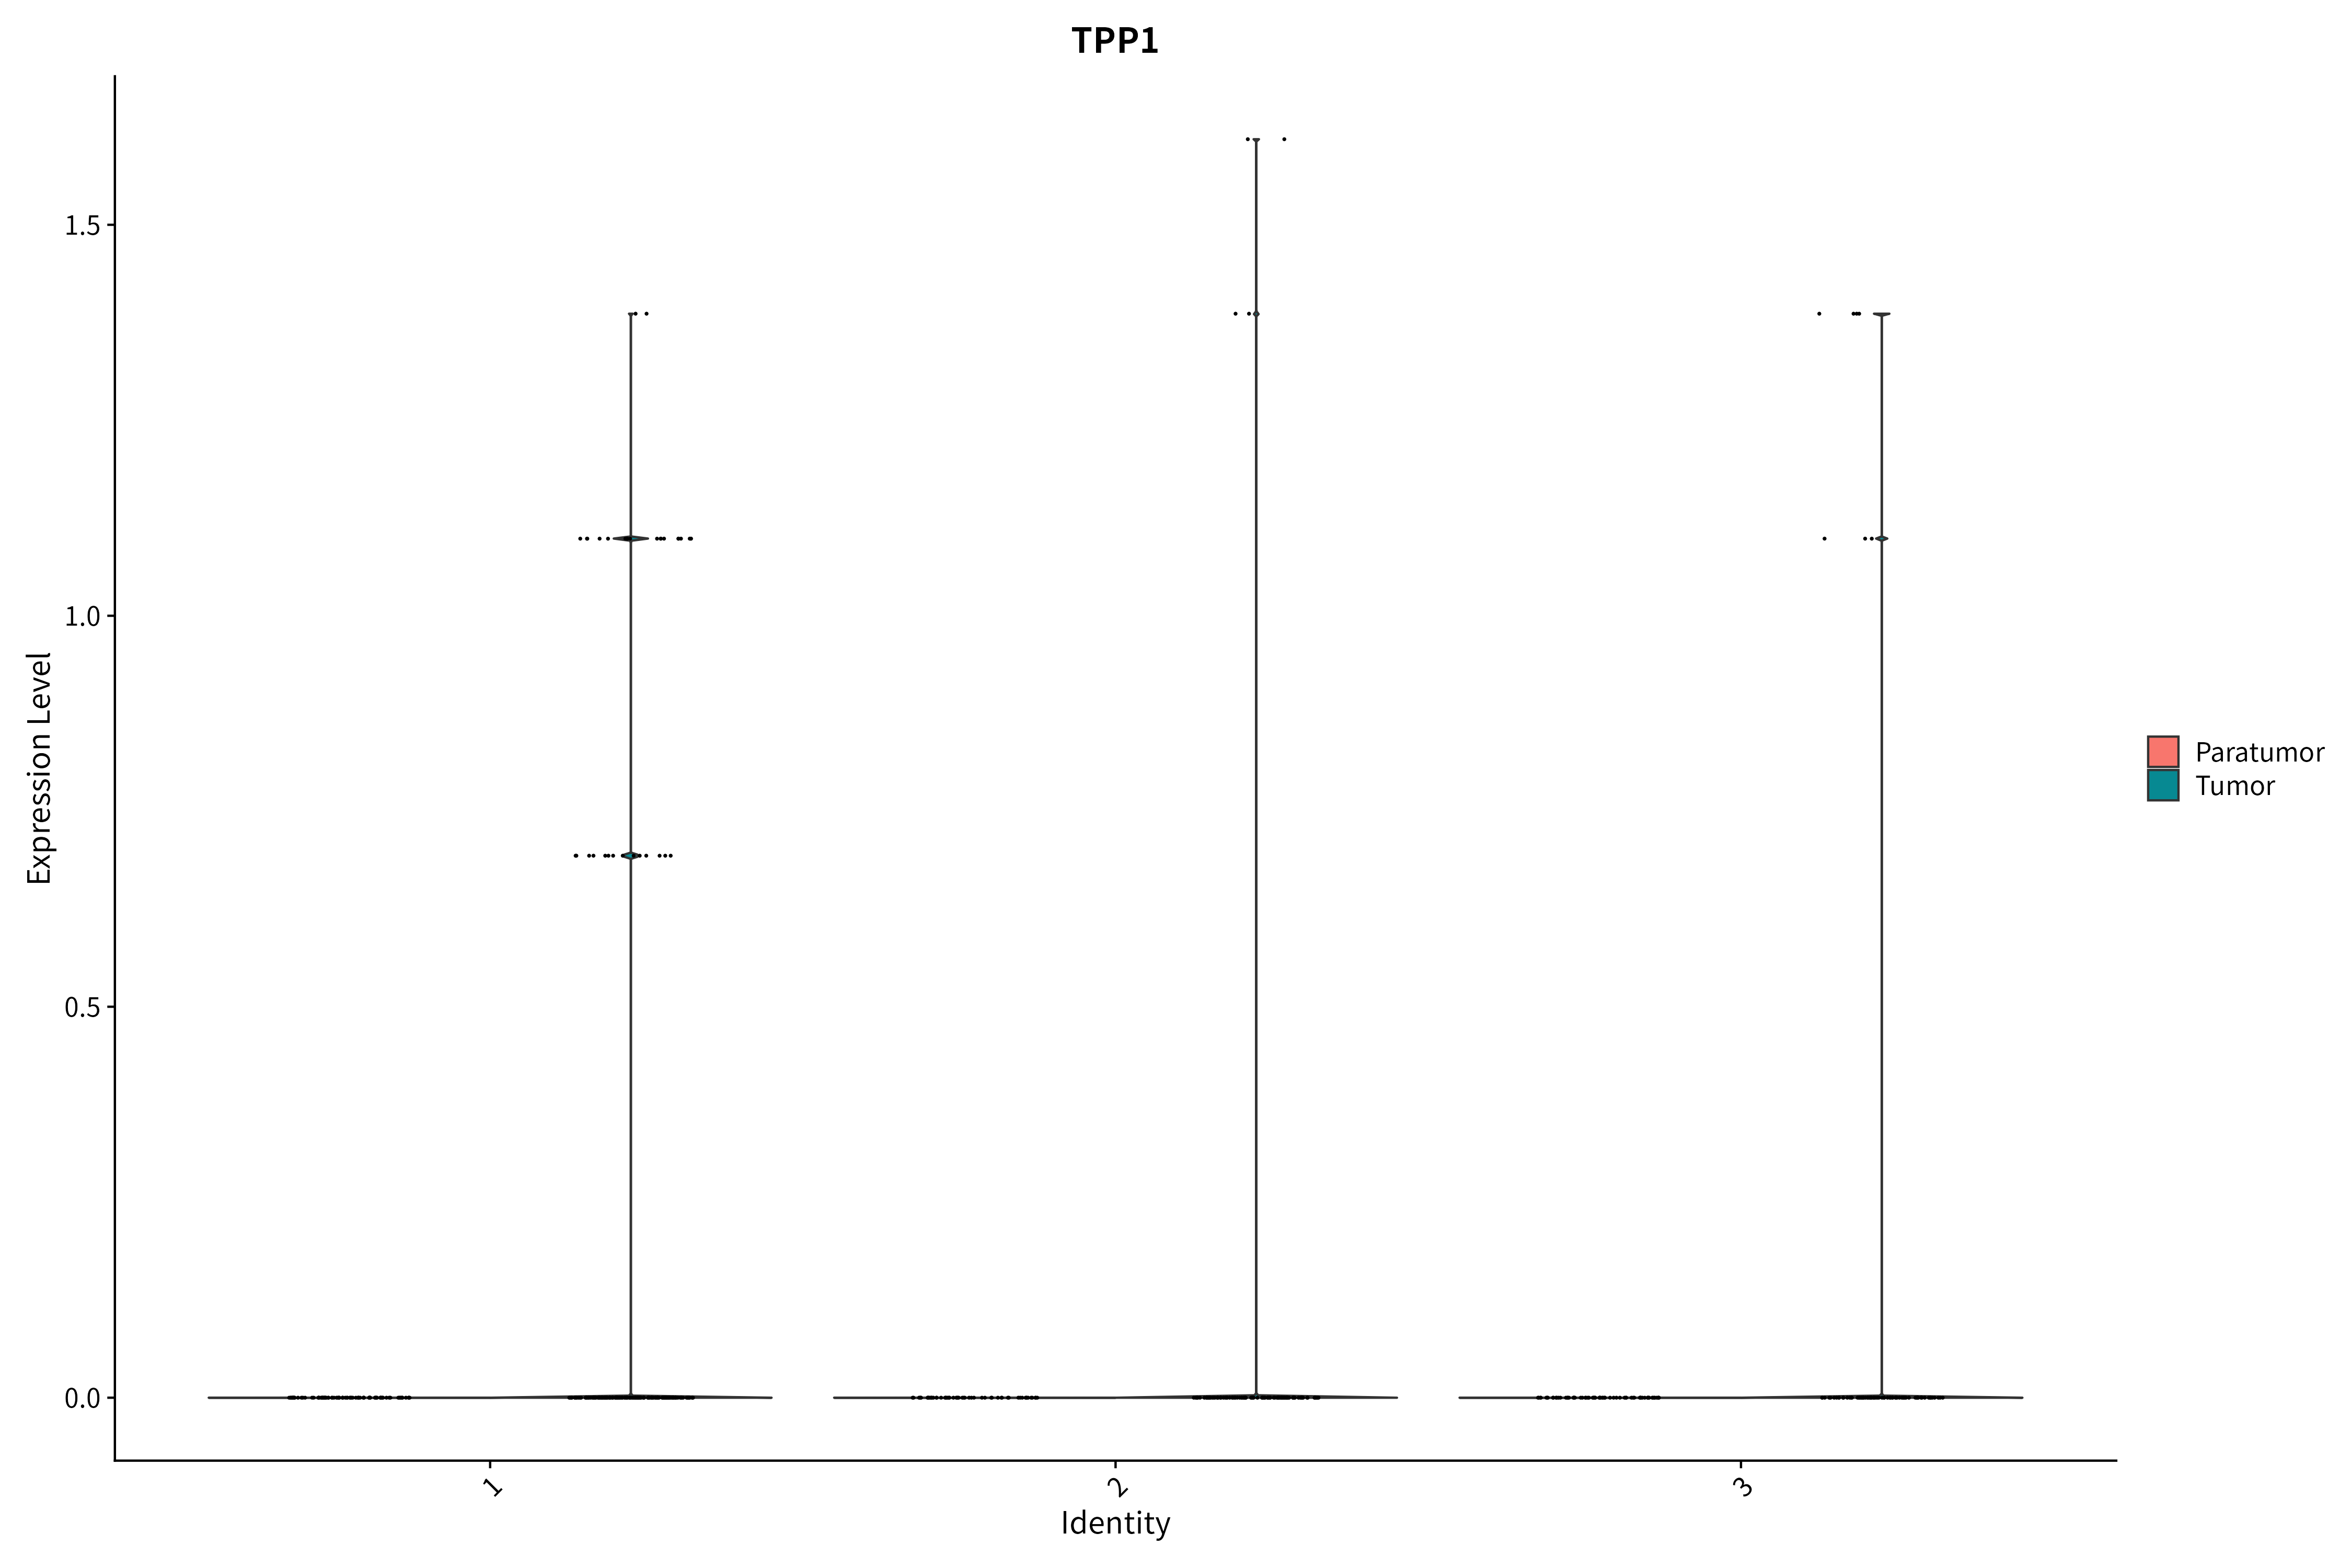 TPP1
Expression Level
1.5
1.0
0.5
0.0
1
2
3
Identity
Paratumor
Tumor